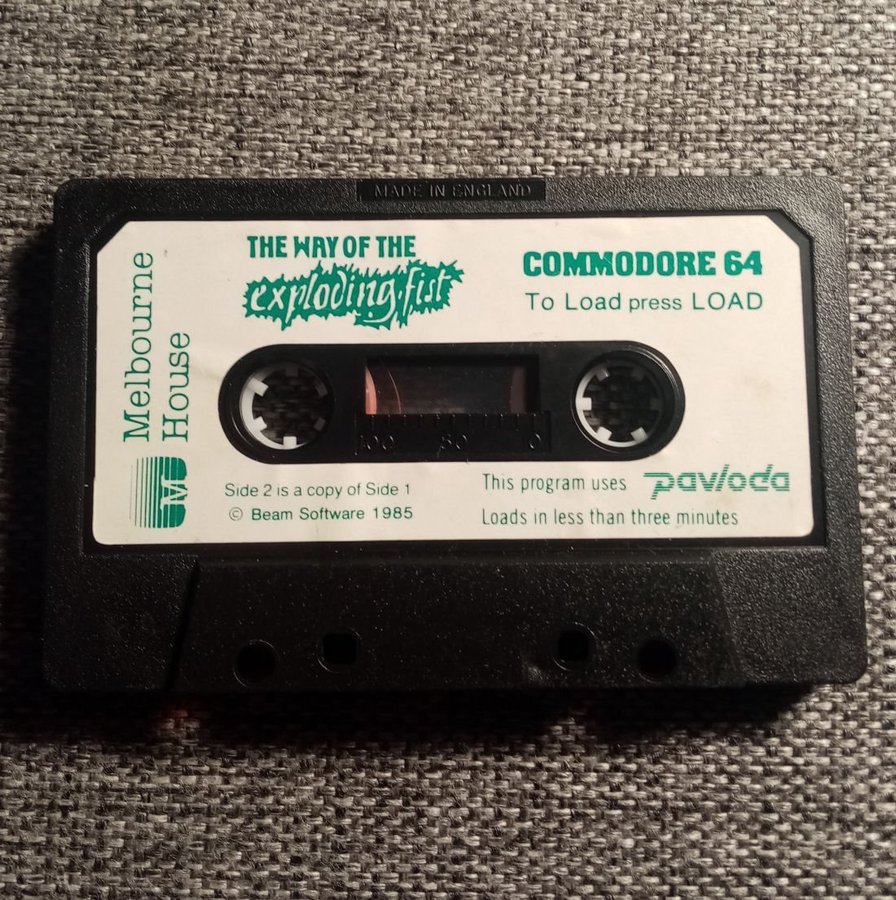 MADE IN ENGLAND
Melbourne
House
M
THE WAY OF THE
exploding fist
COMMODORE 64
To Load press LOAD
100 50 0
Side 2 is a copy of Side 1
© Beam Software 1985
This program uses pavloda
Loads in less than three minutes